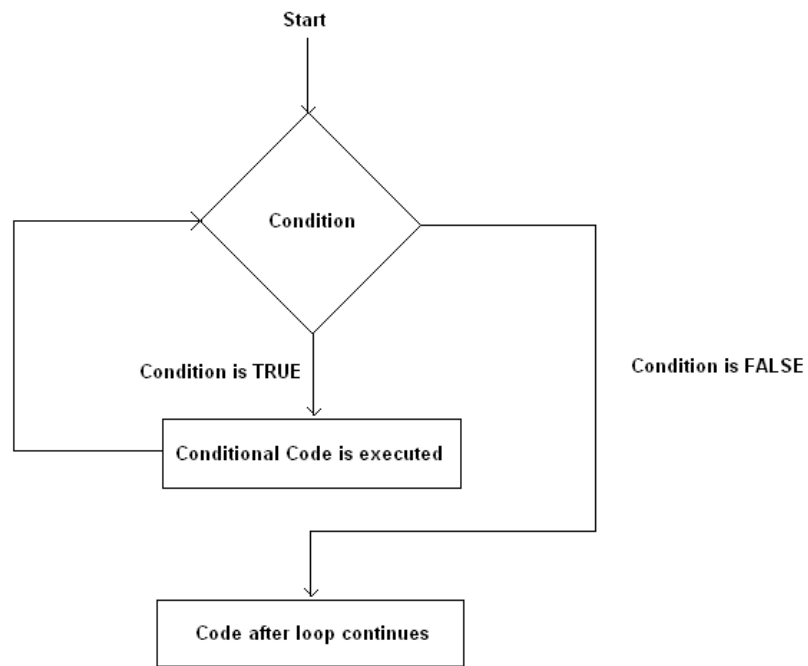 Start
Condition
Condition is TRUE
Condition is FALSE
Conditional Code is executed
Code after loop continues